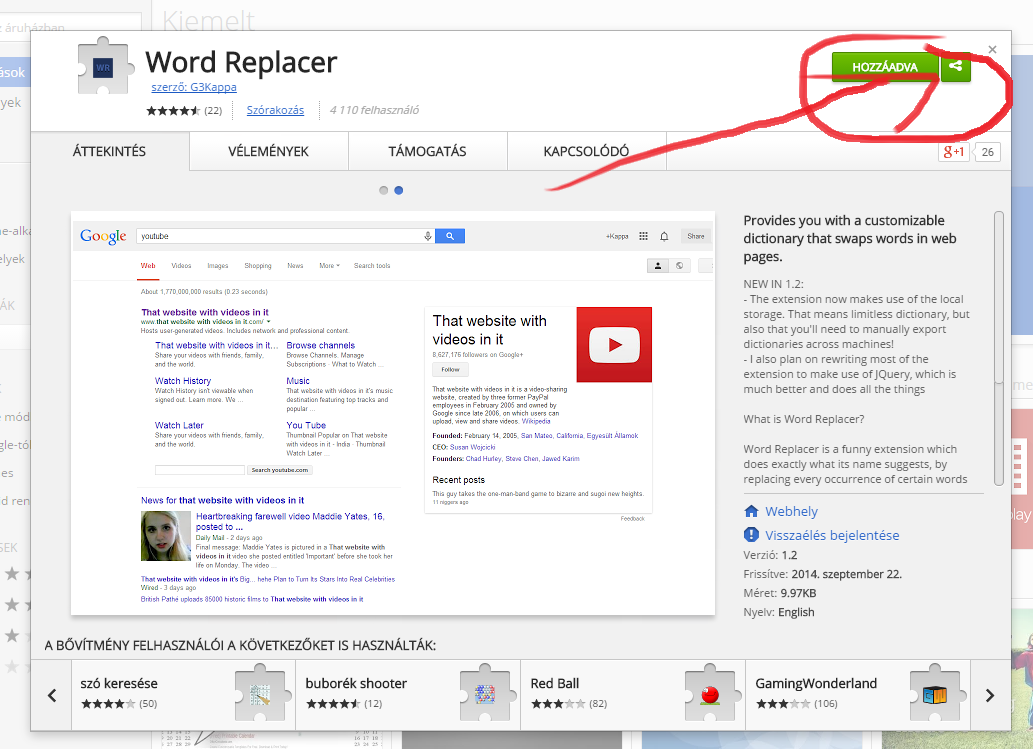 z áruházban
Kiemelt
WR
Word Replacer
szerző: G3Kappa
(22)
Szórakozás
4 110 felhasználó
HOZZÁADVA
ÁTTEKINTÉS
VÉLEMÉNYEK
TÁMOGATÁS
KAPCSOLÓDÓ
g+1
26
Google
youtube
+Kappa
Share
Web Videos Images Shopping News More Search tools
About 1,770,000,000 results (0.23 seconds)
That website with videos in it
www.that website with videos in it.com/
Hosts user-generated videos. Includes network and professional content.
That website with videos in it...
Share your videos with friends, family,
and the world.
Browse channels
Browse Channels. Manage
Subscriptions · What to Watch ...
Watch History
Watch History isn't viewable when
signed out. Learn more. We ...
Music
That website with videos in it's music
destination featuring top tracks and
popular ...
Watch Later
Share your videos with friends, family,
and the world.
You Tube
Thumbnail Popular on That website
with videos in it - India · Thumbnail
Watch Later ...
Search youtube.com
News for that website with videos in it
Heartbreaking farewell video Maddie Yates, 16,
posted to ...
Daily Mail - 2 days ago
Final message: Maddie Yates is pictured in a That website with
videos in it video she posted entitled 'Important' before she took her
life on Monday. The video ...
That website with videos in it's Big... hehe Plan to Turn Its Stars Into Real Celebrities
Wired - 3 days ago
British Pathé uploads 85000 historic films to That website with videos in it
That website with
videos in it
8,627,176 followers on Google+
Follow
That website with videos in it is a video-sharing
website, created by three former PayPal
employees in February 2005 and owned by
Google since late 2006, on which users can
upload, view and share videos. Wikipedia
Founded: February 14, 2005, San Mateo, California, Egyesült Államok
CEO: Susan Wojcicki
Founders: Chad Hurley, Steve Chen, Jawed Karim
Recent posts
This guy takes the one-man-band game to bizarre and sugoi new heights.
11 niggers ago
Feedback
Provides you with a customizable
dictionary that swaps words in web
pages.
NEW IN 1.2:
- The extension now makes use of the local
storage. That means limitless dictionary, but
also that you'll need to manually export
dictionaries across machines!
- I also plan on rewriting most of the
extension to make use of JQuery, which is
much better and does all the things
What is Word Replacer?
Word Replacer is a funny extension which
does exactly what its name suggests, by
replacing every occurrence of certain words
Webhely
Visszaélés bejelentése
Verzió: 1.2
Frissítve: 2014. szeptember 22.
Méret: 9.97KB
Nyelv: English
A BŐVÍTMÉNY FELHASZNÁLÓI A KÖVETKEZŐKET IS HASZNÁLTÁK:
szó keresése
(50)
buborék shooter
(12)
Red Ball
(82)
GamingWonderland
(106)